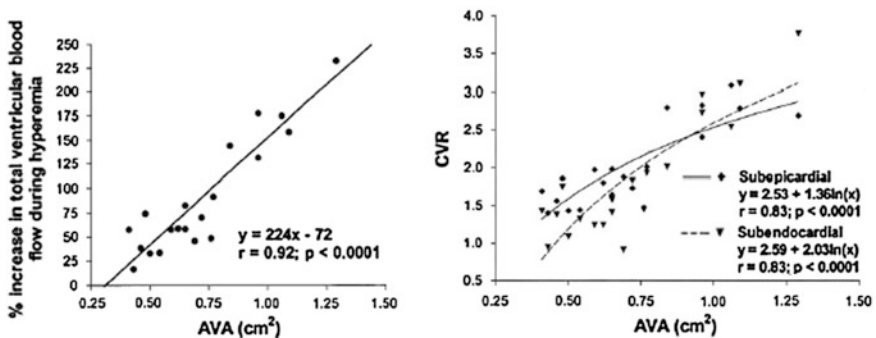 % increase in total ventricular blood
flow during hyperemia
250
225
200
175
150
125
100
75
50
25
0
0.25 0.50 0.75 1.00 1.25 1.50
AVA (cm²)
y = 224x - 72
r = 0.92; p < 0.0001
CVR
4.0
3.5
3.0
2.5
2.0
1.5
1.0
0.5
0.25 0.50 0.75 1.00 1.25 1.50
AVA (cm²)
Subepicardial
y = 2.53 + 1.36ln(x)
r = 0.83; p < 0.0001
Subendocardial
y = 2.59 + 2.03ln(x)
r = 0.83; p < 0.0001